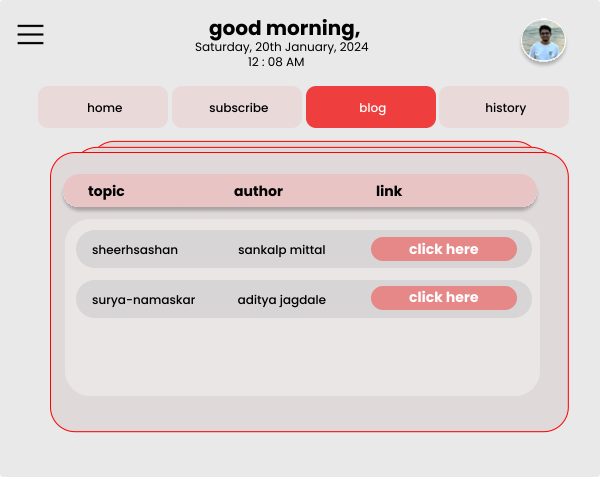 good morning,
Saturday, 20th January, 2024
12 : 08 AM
home subscribe blog history
topic author link
sheerhsashan sankalp mittal click here
surya-namaskar aditya jagdale click here